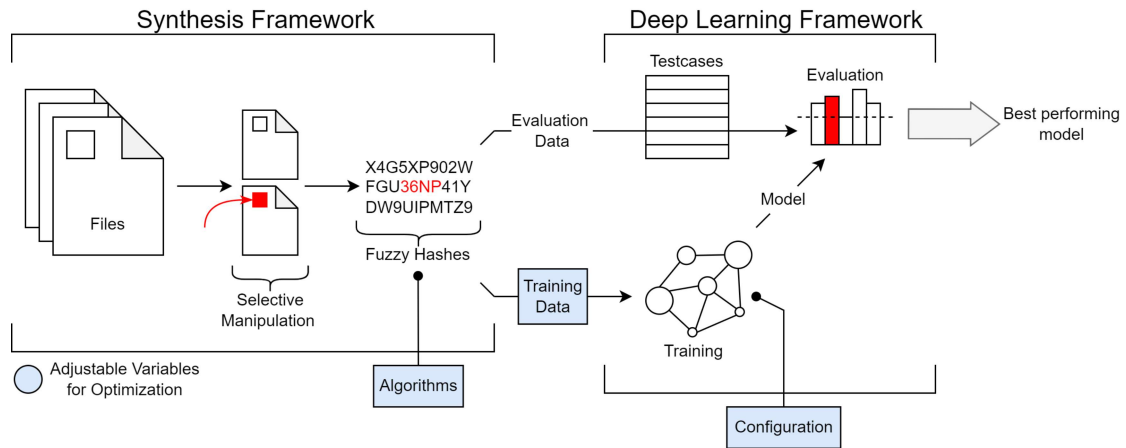 Synthesis Framework
Deep Learning Framework
Testcases
Evaluation
Evaluation
Data
Best performing
model
X4G5XP902W
FGU36NP41Y
DW9UIPMTZ9
Files
Model
Fuzzy Hashes
Selective
Manipulation
Training
Data
Training
Adjustable Variables
for Optimization
Algorithms
Configuration